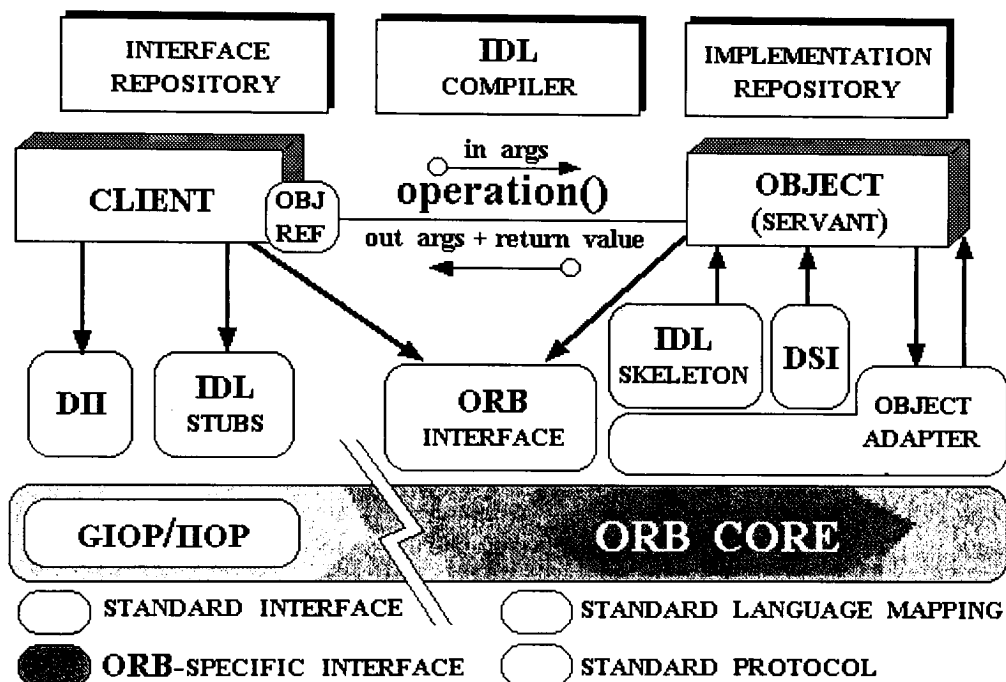 INTERFACE
REPOSITORY
IDL
COMPILER
IMPLEMENTATION
REPOSITORY
in args
operation()
out args + return value
CLIENT
OBJ
REF
OBJECT
(SERVANT)
DII
IDL
STUBS
ORB
INTERFACE
IDL
SKELETON
DSI
OBJECT
ADAPTER
GIOP/IIOP
ORB CORE
STANDARD INTERFACE
STANDARD LANGUAGE MAPPING
ORB-SPECIFIC INTERFACE
STANDARD PROTOCOL